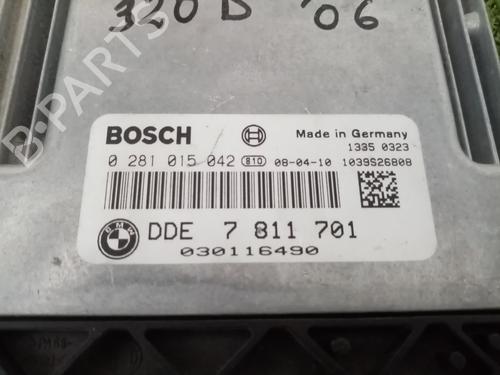 320 D '06
B-PARTS
BOSCH
Made in Germany
1335 0323
0 281 015 042 810 08-04-10 1039S26808
BMW
DDE 7 811 701
030116490